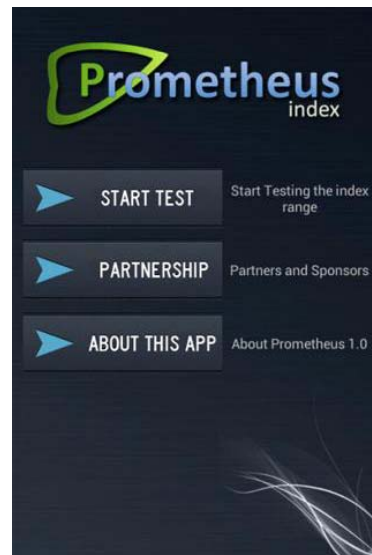 Prometheus
index
START TEST
Start Testing the index
range
PARTNERSHIP
Partners and Sponsors
ABOUT THIS APP
About Prometheus 1.0